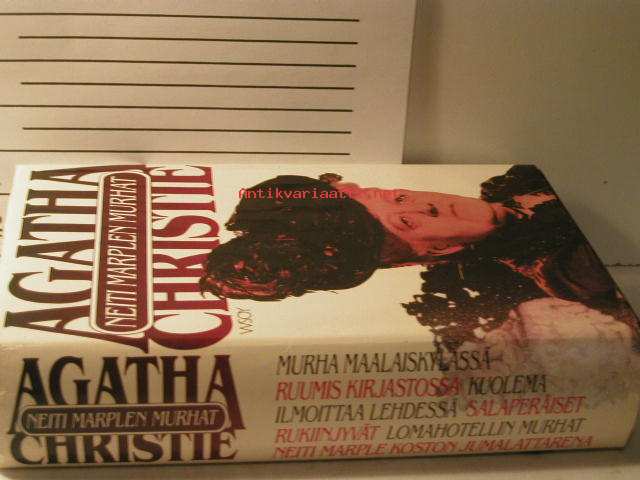 Antikvariaatti.net
AGATHA
NEITI MARPLEN MURHAT
CHRISTIE
WSOY
AGATHA
NEITI MARPLEN MURHAT
CHRISTIE
MURHA MAALAISKYLÄSSÄ
RUUMIS KIRJASTOSSA KUOLEMA
ILMOITTAA LEHDESSÄ SALAPERÄISET
RUKIINJYVÄT LOMAHOTELLIN MURHAT
NEITI MARPLE KOSTON JUMALATTARENA